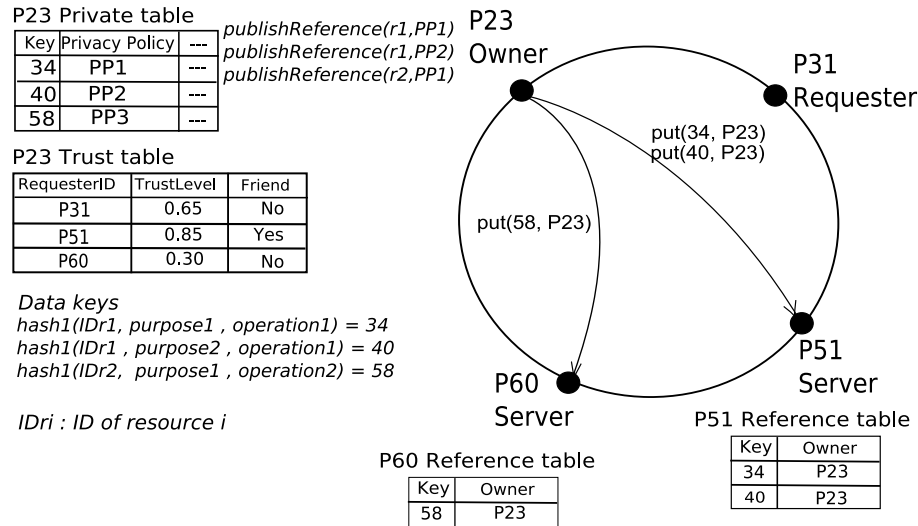 P23 Private table
Key Privacy Policy ---
34 PP1 ---
40 PP2 ---
58 PP3 ---
publishReference(r1,PP1)
publishReference(r1,PP2)
publishReference(r2,PP1)
P23
Owner
P31
Requester
put(34, P23)
put(40, P23)
put(58, P23)
P23 Trust table
RequesterID TrustLevel Friend
P31 0.65 No
P51 0.85 Yes
P60 0.30 No
Data keys
hash1(IDr1, purpose1 , operation1) = 34
hash1(IDr1 , purpose2 , operation1) = 40
hash1(IDr2, purpose1 , operation2) = 58
IDri : ID of resource i
P60
Server
P51
Server
P60 Reference table
Key Owner
58 P23
P51 Reference table
Key Owner
34 P23
40 P23